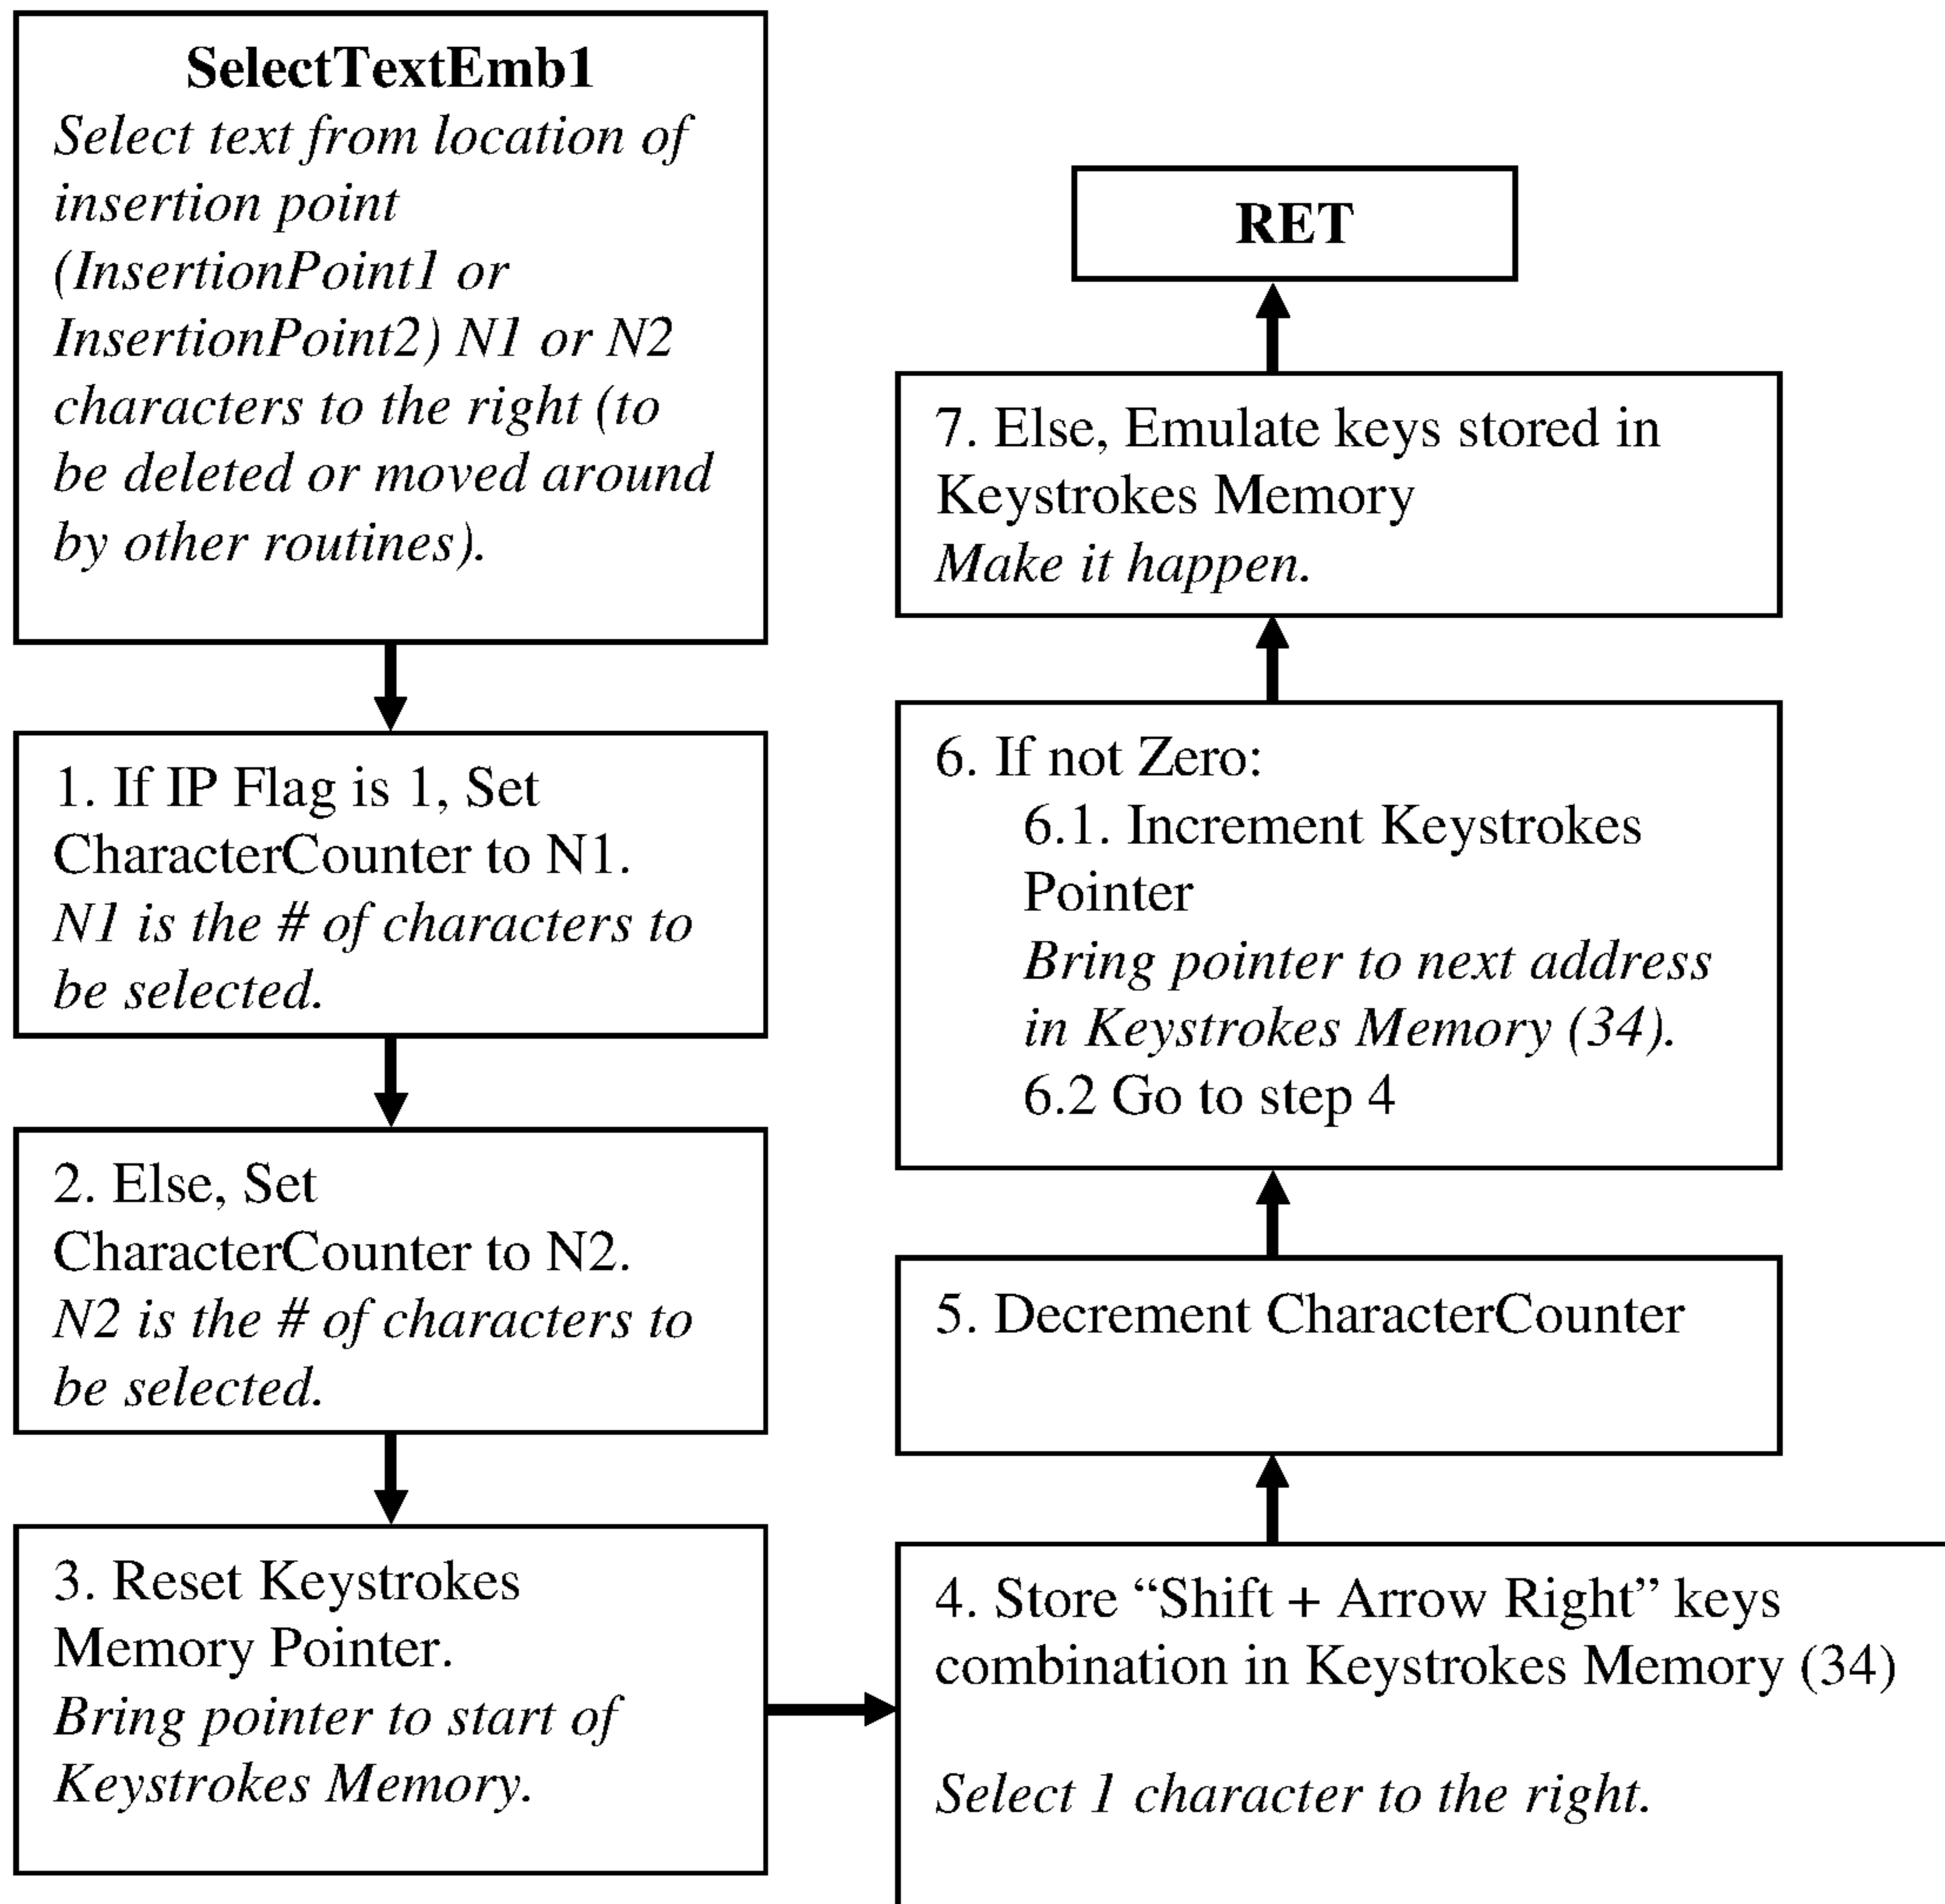 SelectTextEmb1
Select text from location of
insertion point
(InsertionPoint1 or
InsertionPoint2) N1 or N2
characters to the right (to
be deleted or moved around
by other routines).
1. If IP Flag is 1, Set
CharacterCounter to N1.
N1 is the # of characters to
be selected.
2. Else, Set
CharacterCounter to N2.
N2 is the # of characters to
be selected.
3. Reset Keystrokes
Memory Pointer.
Bring pointer to start of
Keystrokes Memory.
4. Store “Shift + Arrow Right” keys
combination in Keystrokes Memory (34)
Select 1 character to the right.
5. Decrement CharacterCounter
6. If not Zero:
6.1. Increment Keystrokes
Pointer
Bring pointer to next address
in Keystrokes Memory (34).
6.2 Go to step 4
7. Else, Emulate keys stored in
Keystrokes Memory
Make it happen.
RET